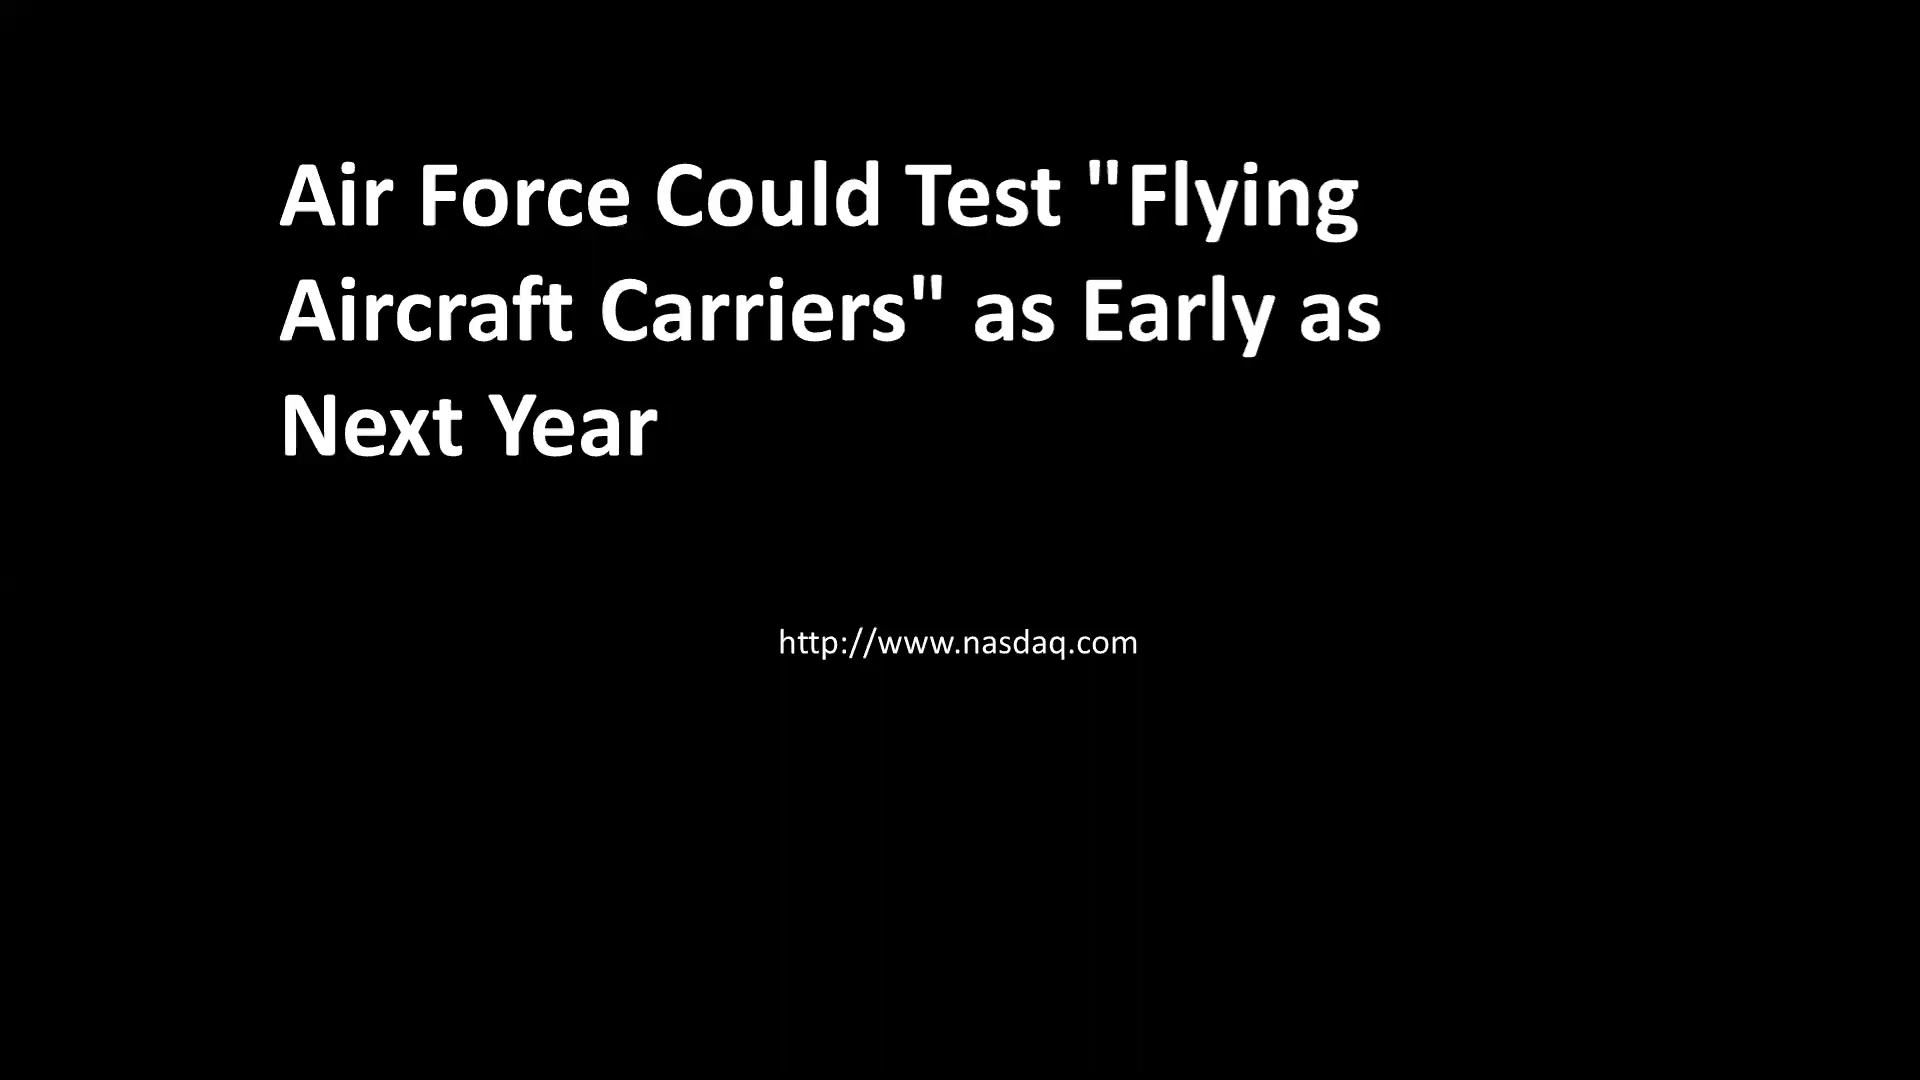 Air Force Could Test "Flying
Aircraft Carriers" as Early as
Next Year
http://www.nasdaq.com